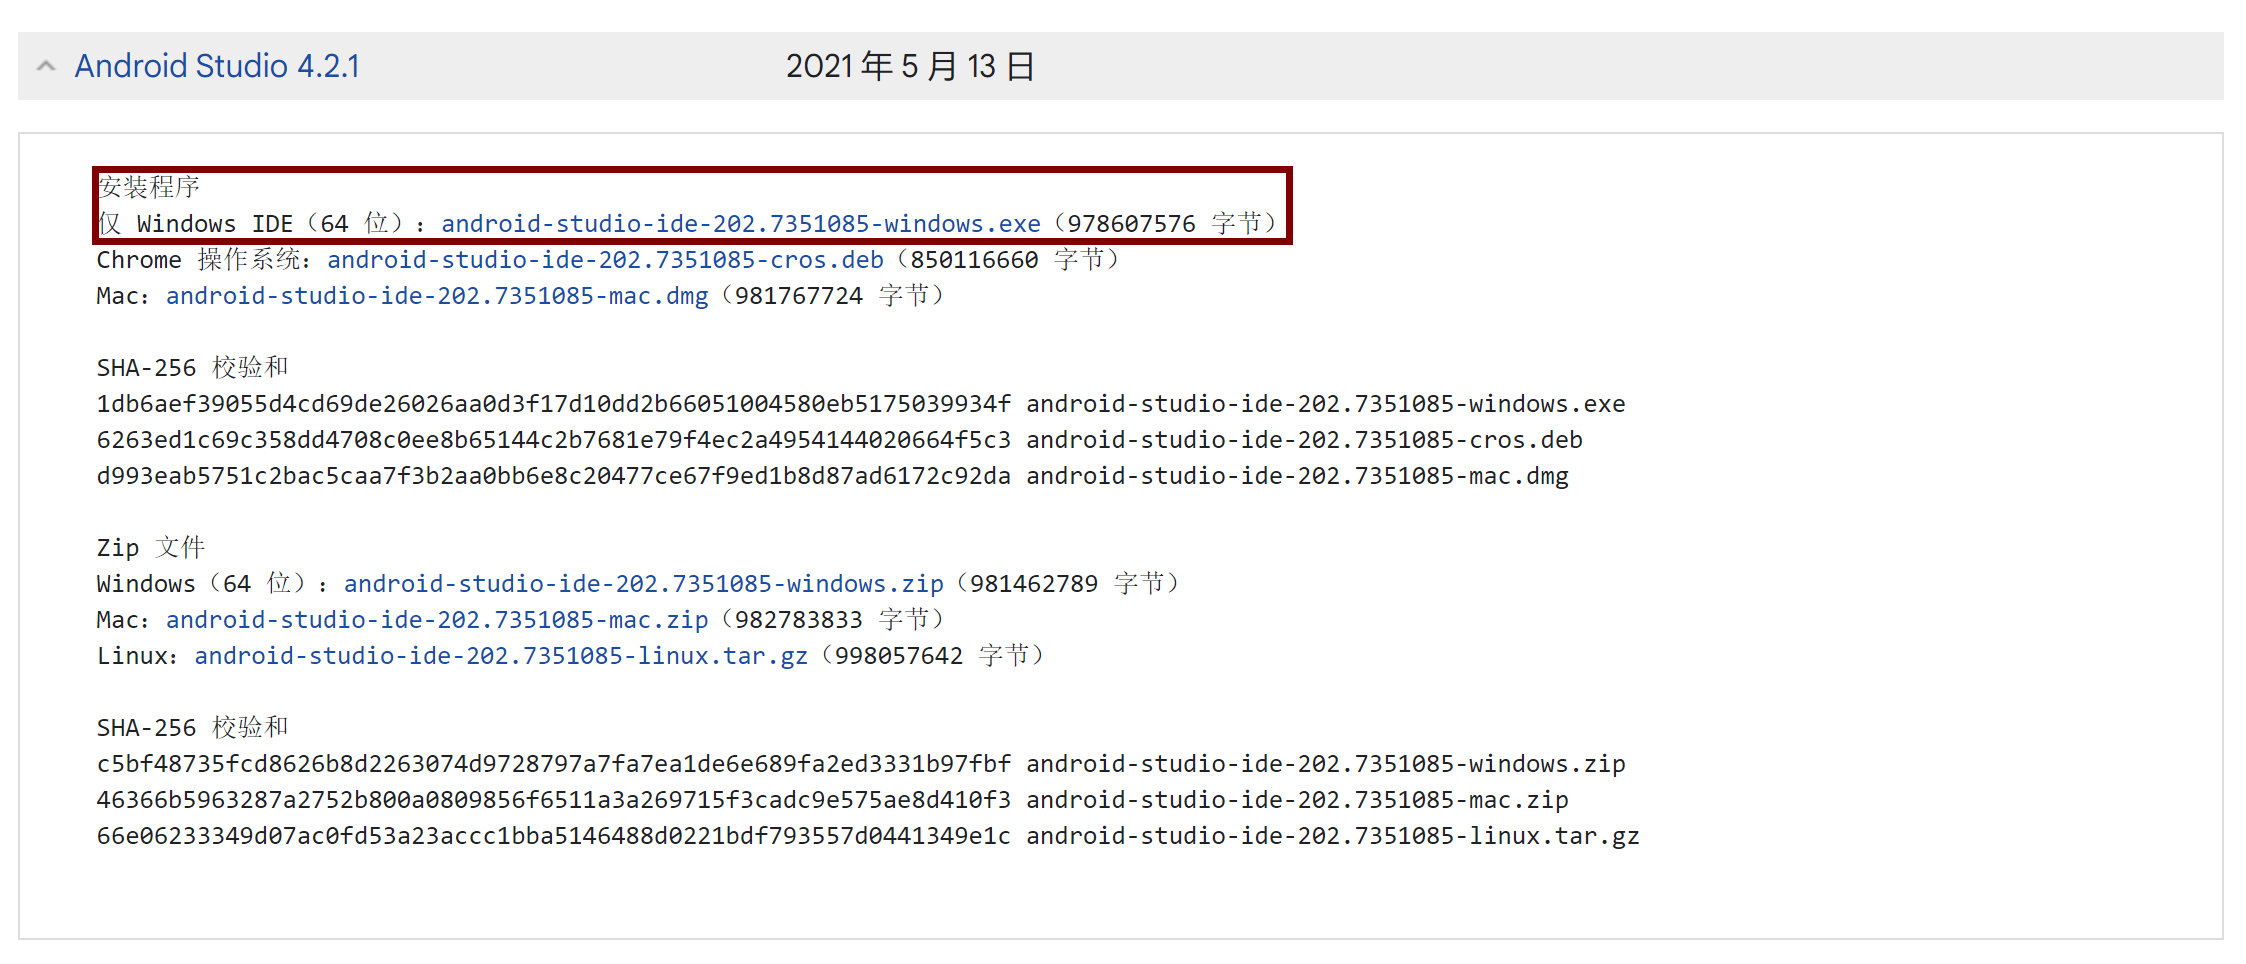 Android Studio 4.2.1
2021 年 5 月 13 日
安装程序
仅 Windows IDE（64 位）：android-studio-ide-202.7351085-windows.exe（978607576 字节）
Chrome 操作系统：android-studio-ide-202.7351085-cros.deb（850116660 字节）
Mac：android-studio-ide-202.7351085-mac.dmg（981767724 字节）
SHA-256 校验和
1db6aef39055d4cd69de26026aa0d3f17d10dd2b66051004580eb5175039934f android-studio-ide-202.7351085-windows.exe
6263ed1c69c358dd4708c0ee8b65144c2b7681e79f4ec2a4954144020664f5c3 android-studio-ide-202.7351085-cros.deb
d993eab5751c2bac5caa7f3b2aa0bb6e8c20477ce67f9ed1b8d87ad6172c92da android-studio-ide-202.7351085-mac.dmg
Zip 文件
Windows（64 位）：android-studio-ide-202.7351085-windows.zip（981462789 字节）
Mac：android-studio-ide-202.7351085-mac.zip（982783833 字节）
Linux：android-studio-ide-202.7351085-linux.tar.gz（998057642 字节）
SHA-256 校验和
c5bf48735fcd8626b8d2263074d9728797a7fa7ea1de6e689fa2ed3331b97fbf android-studio-ide-202.7351085-windows.zip
46366b5963287a2752b800a0809856f6511a3a269715f3cadc9e575ae8d410f3 android-studio-ide-202.7351085-mac.zip
66e06233349d07ac0fd53a23accc1bba5146488d0221bdf793557d0441349e1c android-studio-ide-202.7351085-linux.tar.gz